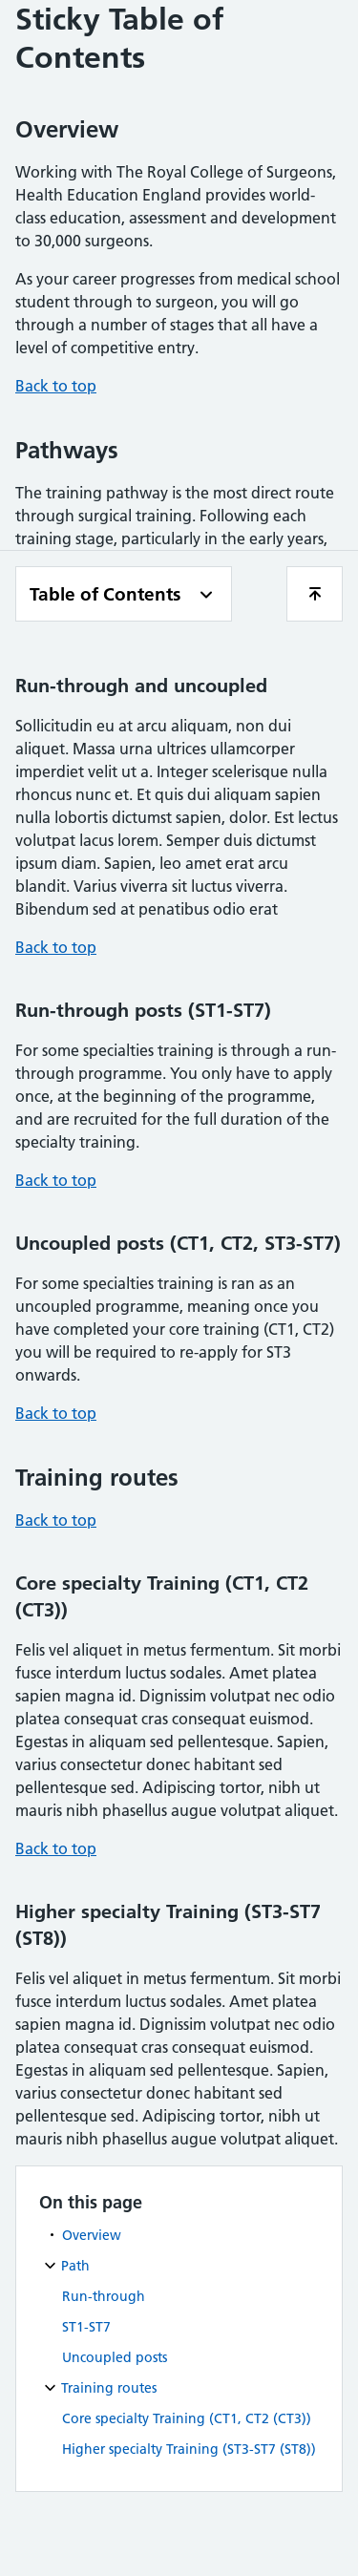 Sticky Table of
Contents
Overview
Working with The Royal College of Surgeons,
Health Education England provides world-
class education, assessment and development
to 30,000 surgeons.
As your career progresses from medical school
student through to surgeon, you will go
through a number of stages that all have a
level of competitive entry.
Back to top
Pathways
The training pathway is the most direct route
through surgical training. Following each
training stage, particularly in the early years,
Table of Contents
Run-through and uncoupled
Sollicitudin eu at arcu aliquam, non dui
aliquet. Massa urna ultrices ullamcorper
imperdiet velit ut a. Integer scelerisque nulla
rhoncus nunc et. Et quis dui aliquam sapien
nulla lobortis dictumst sapien, dolor. Est lectus
volutpat lacus lorem. Semper duis dictumst
ipsum diam. Sapien, leo amet erat arcu
blandit. Varius viverra sit luctus viverra.
Bibendum sed at penatibus odio erat
Back to top
Run-through posts (ST1-ST7)
For some specialties training is through a run-
through programme. You only have to apply
once, at the beginning of the programme,
and are recruited for the full duration of the
specialty training.
Back to top
Uncoupled posts (CT1, CT2, ST3-ST7)
For some specialties training is ran as an
uncoupled programme, meaning once you
have completed your core training (CT1, CT2)
you will be required to re-apply for ST3
onwards.
Back to top
Training routes
Back to top
Core specialty Training (CT1, CT2
(CT3))
Felis vel aliquet in metus fermentum. Sit morbi
fusce interdum luctus sodales. Amet platea
sapien magna id. Dignissim volutpat nec odio
platea consequat cras consequat euismod.
Egestas in aliquam sed pellentesque. Sapien,
varius consectetur donec habitant sed
pellentesque sed. Adipiscing tortor, nibh ut
mauris nibh phasellus augue volutpat aliquet.
Back to top
Higher specialty Training (ST3-ST7
(ST8))
Felis vel aliquet in metus fermentum. Sit morbi
fusce interdum luctus sodales. Amet platea
sapien magna id. Dignissim volutpat nec odio
platea consequat cras consequat euismod.
Egestas in aliquam sed pellentesque. Sapien,
varius consectetur donec habitant sed
pellentesque sed. Adipiscing tortor, nibh ut
mauris nibh phasellus augue volutpat aliquet.
On this page
Overview
Path
Run-through
ST1-ST7
Uncoupled posts
Training routes
Core specialty Training (CT1, CT2 (CT3))
Higher specialty Training (ST3-ST7 (ST8))